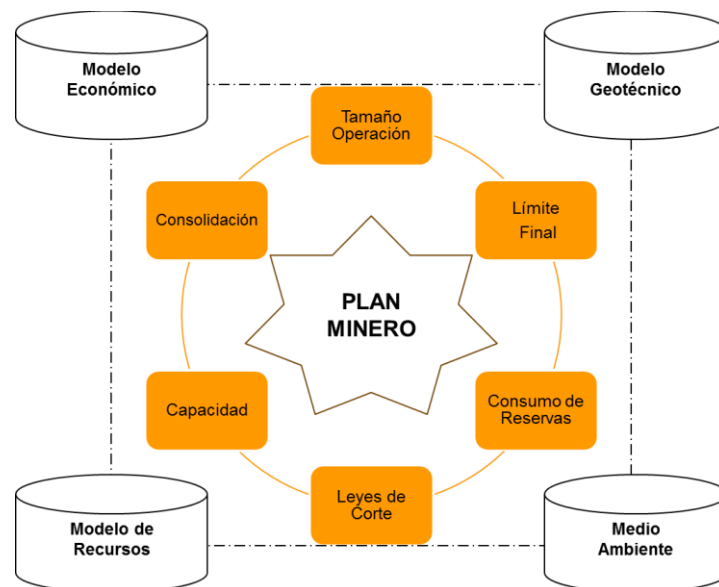 Modelo
Económico
Modelo
Geotécnico
Tamaño
Operación
Consolidación
Límite
Final
PLAN
MINERO
Capacidad
Consumo de
Reservas
Leyes de
Corte
Modelo de
Recursos
Medio
Ambiente